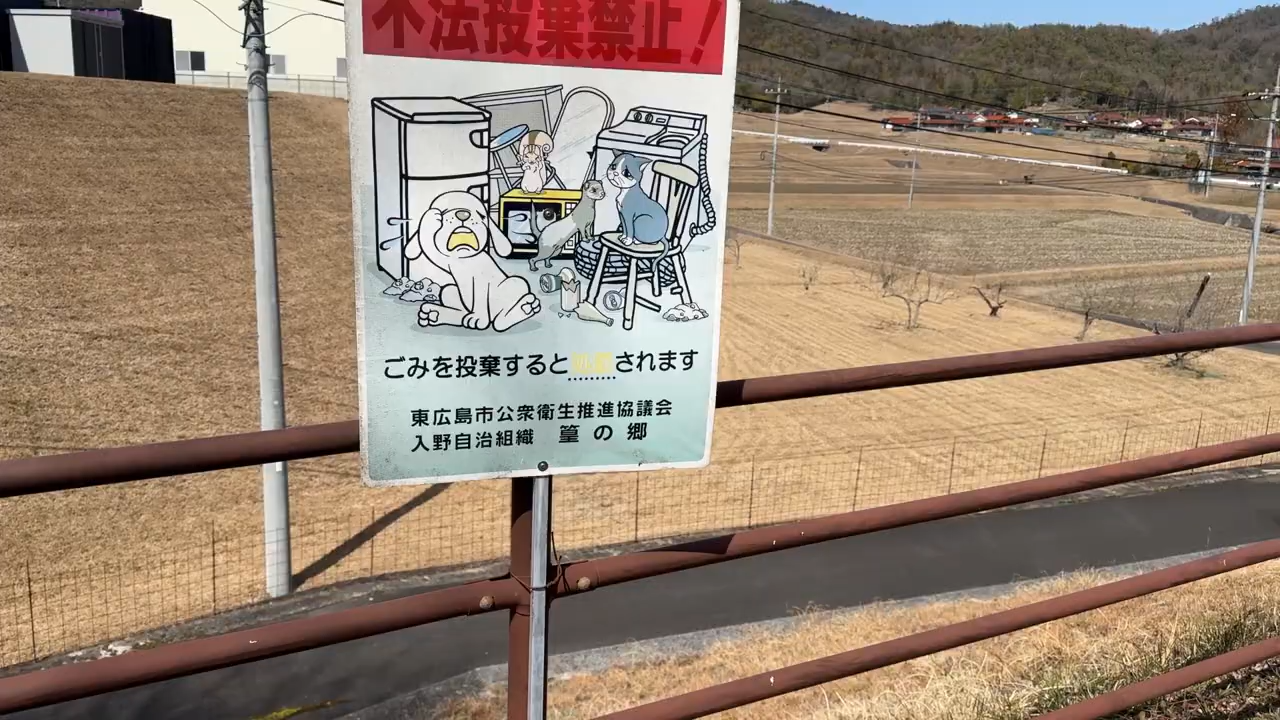 不法投棄禁止!
ごみを投棄すると処罰されます
東広島市公衆衛生推進協議会
入野自治組織 篁の郷